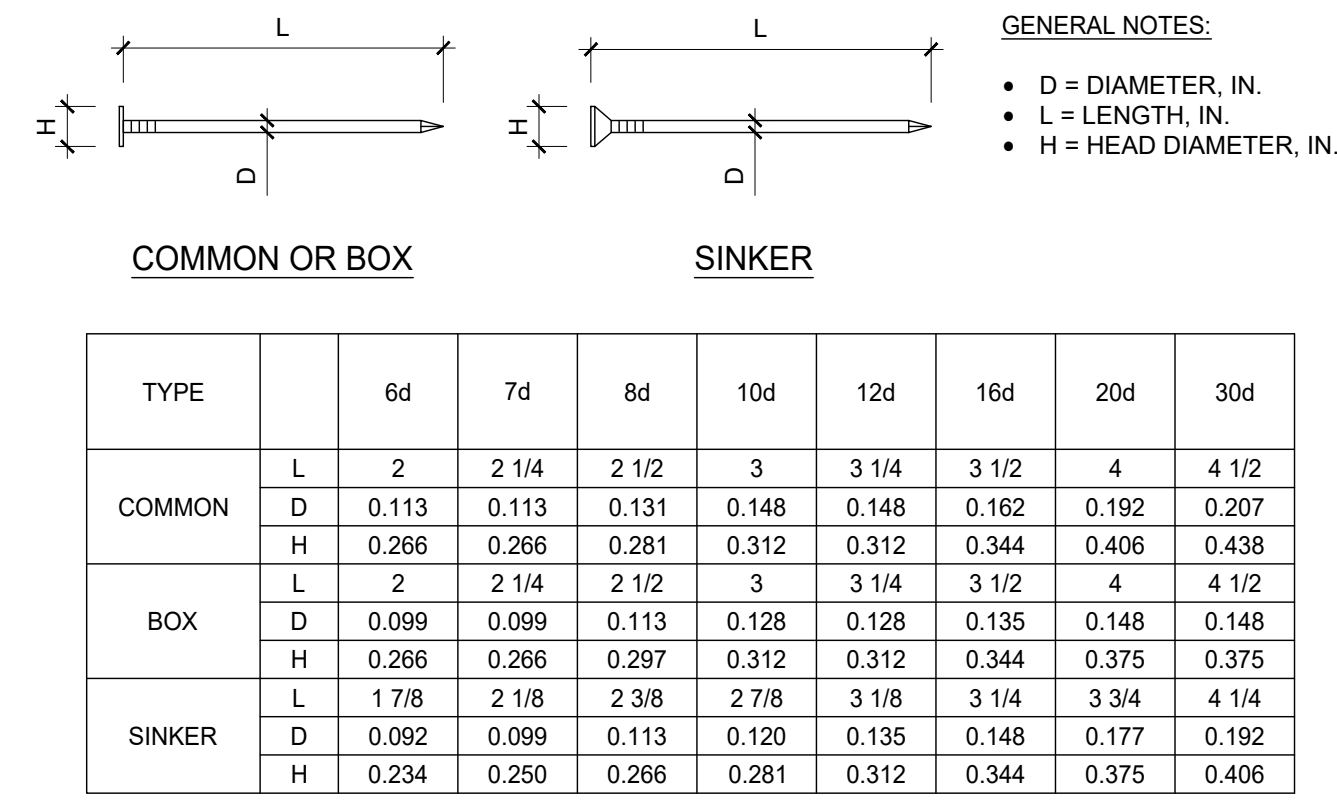 L
H
D
COMMON OR BOX
L
H
D
SINKER
GENERAL NOTES:
• D = DIAMETER, IN.
• L = LENGTH, IN.
• H = HEAD DIAMETER, IN.
TYPE 6d 7d 8d 10d 12d 16d 20d 30d
COMMON
L 2 2 1/4 2 1/2 3 3 1/4 3 1/2 4 4 1/2
D 0.113 0.113 0.131 0.148 0.148 0.162 0.192 0.207
H 0.266 0.266 0.281 0.312 0.312 0.344 0.406 0.438
BOX
L 2 2 1/4 2 1/2 3 3 1/4 3 1/2 4 4 1/2
D 0.099 0.099 0.113 0.128 0.128 0.135 0.148 0.148
H 0.266 0.266 0.297 0.312 0.312 0.344 0.375 0.375
SINKER
L 1 7/8 2 1/8 2 3/8 2 7/8 3 1/8 3 1/4 3 3/4 4 1/4
D 0.092 0.099 0.113 0.120 0.135 0.148 0.177 0.192
H 0.234 0.250 0.266 0.281 0.312 0.344 0.375 0.406